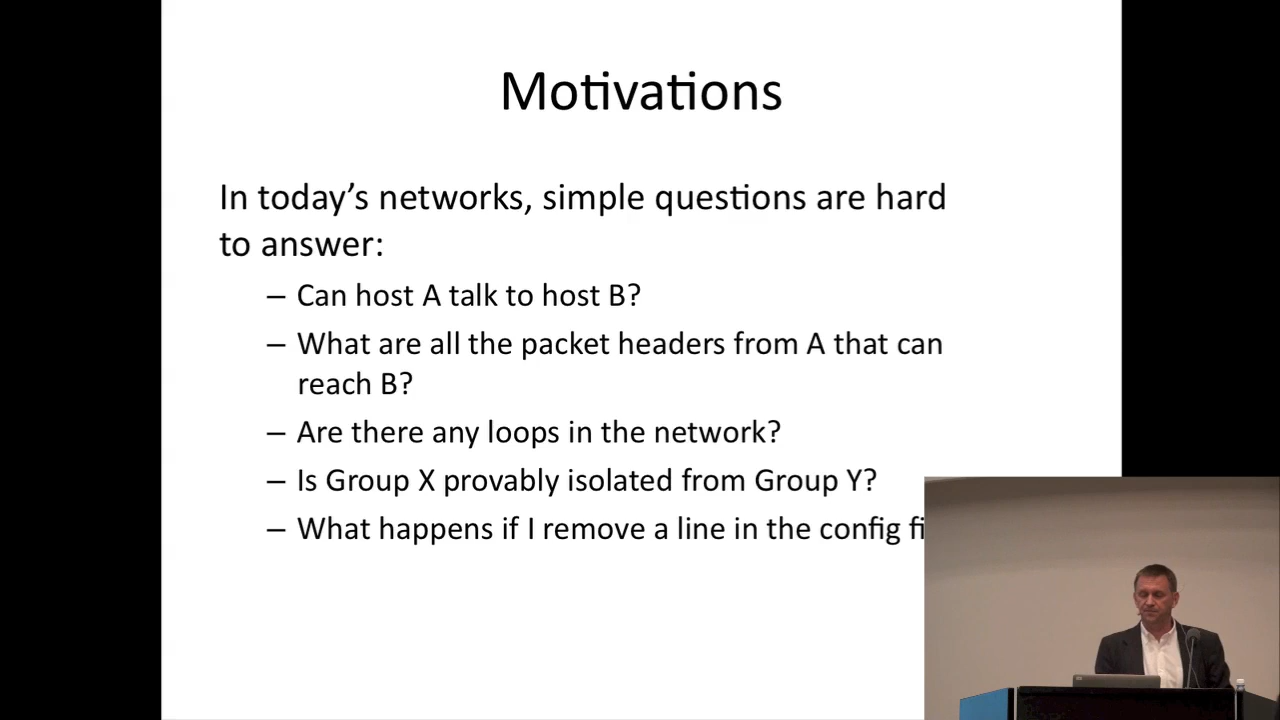 Motivations
In today's networks, simple questions are hard
to answer:
– Can host A talk to host B?
– What are all the packet headers from A that can
reach B?
– Are there any loops in the network?
– Is Group X provably isolated from Group Y?
– What happens if I remove a line in the config